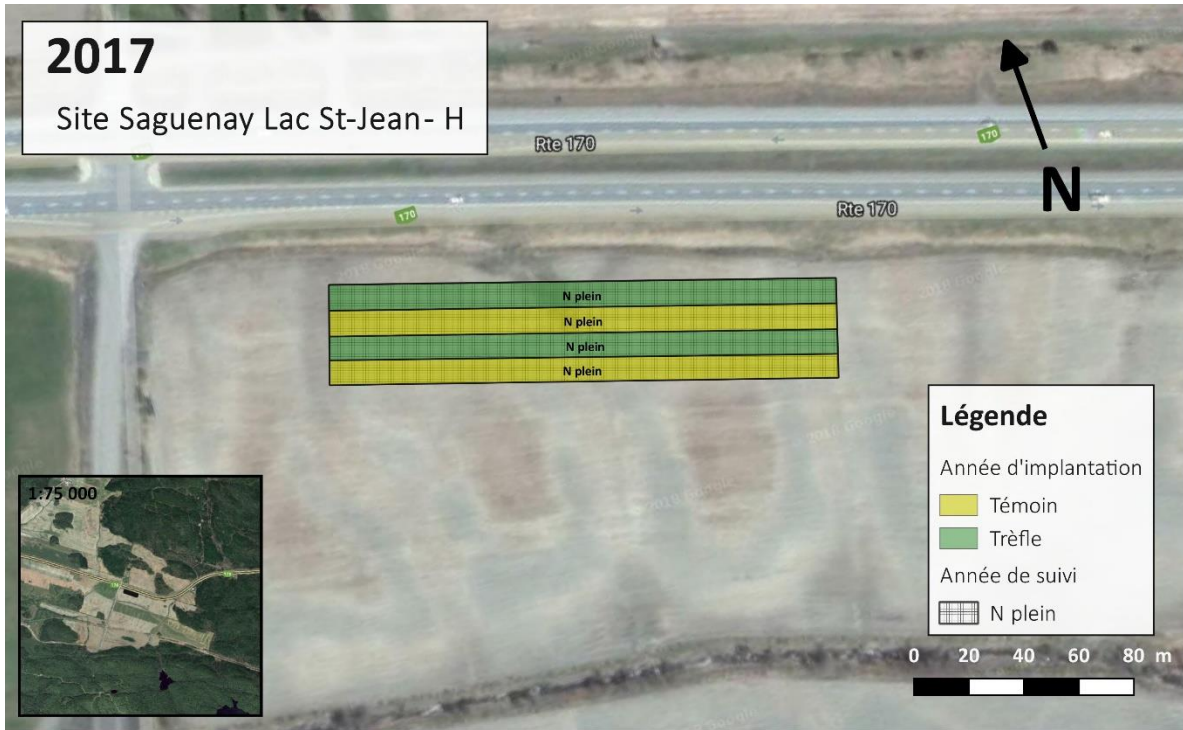 2017
Site Saguenay Lac St-Jean - H
N
Rte 170
170
170
Rte 170
N plein
N plein
N plein
N plein
Légende
Année d'implantation
Témoin
Trèfle
Année de suivi
N plein
0 20 40 60 80 m
1:75 000